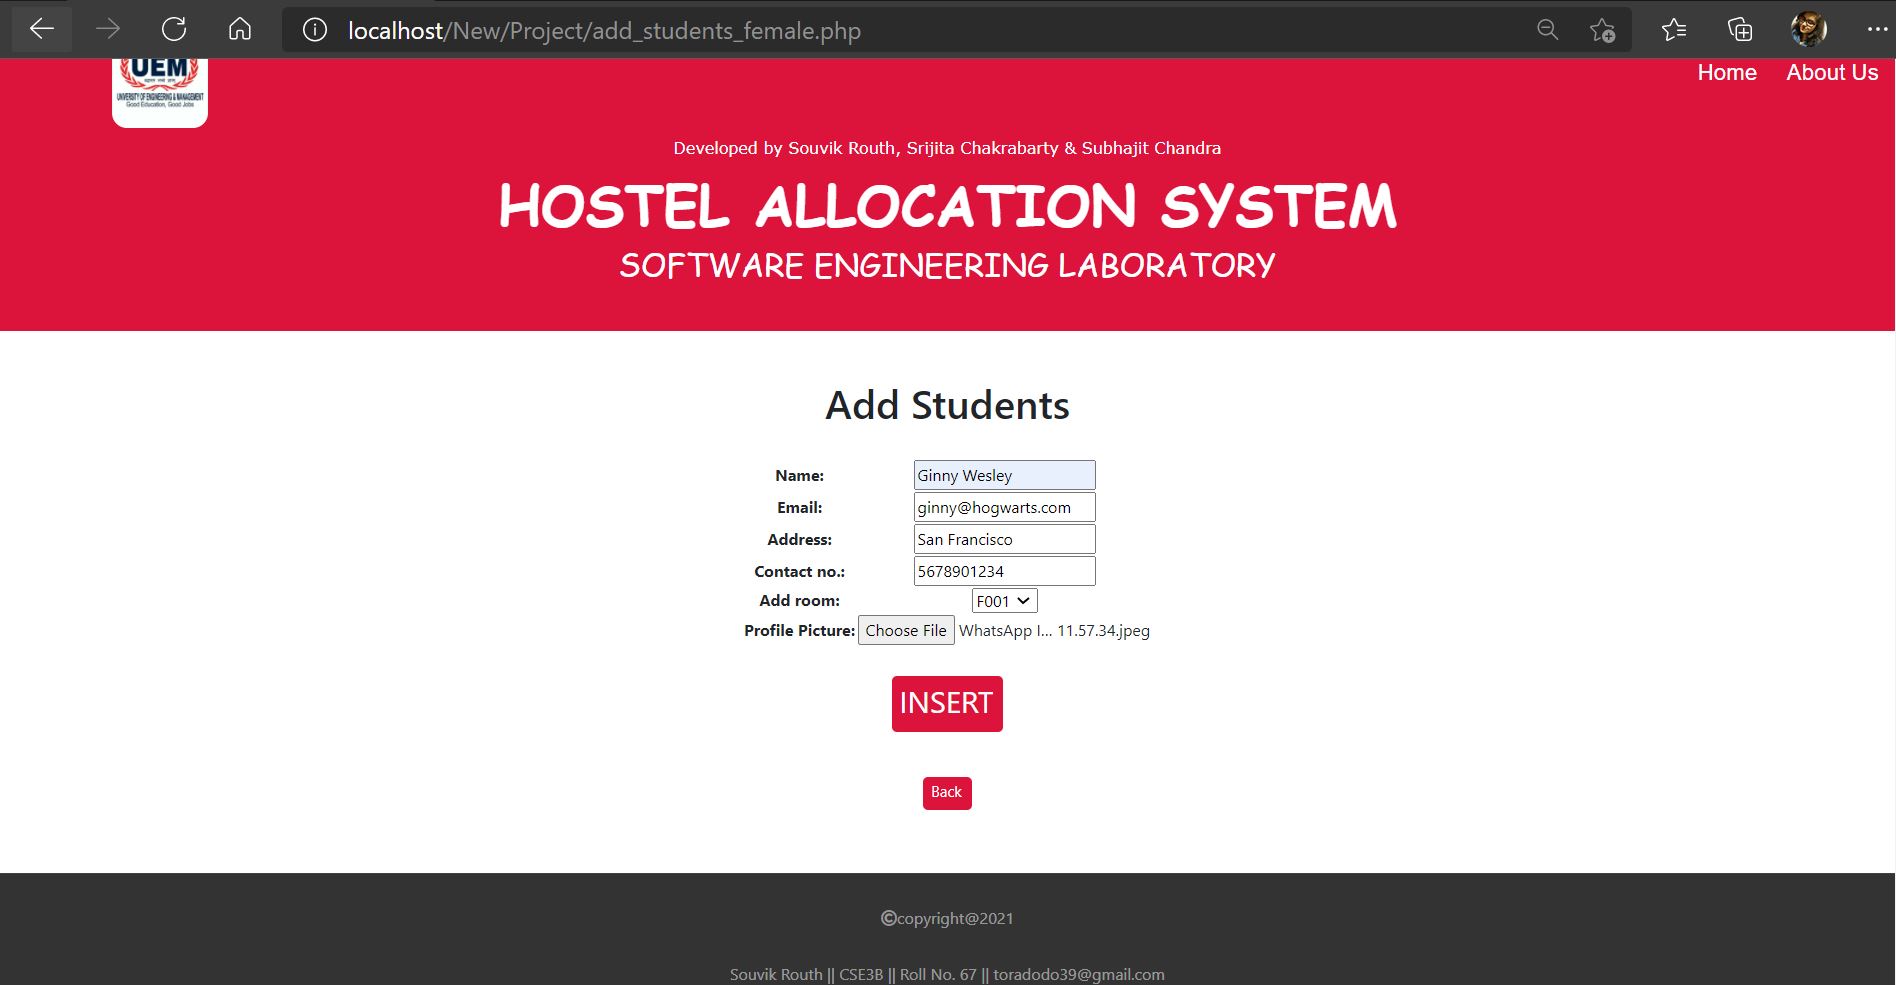 localhost/New/Project/add_students_female.php
UEM
UNIVERSITY OF ENGINEERING & MANAGEMENT
Good Education, Good Jobs
Home About Us
Developed by Souvik Routh, Srijita Chakrabarty & Subhajit Chandra
HOSTEL ALLOCATION SYSTEM
SOFTWARE ENGINEERING LABORATORY
Add Students
Name: Ginny Wesley
Email: ginny@hogwarts.com
Address: San Francisco
Contact no.: 5678901234
Add room: F001
Profile Picture: Choose File WhatsApp I... 11.57.34.jpeg
INSERT
Back
©copyright@2021
Souvik Routh || CSE3B || Roll No. 67 || toradodo39@gmail.com